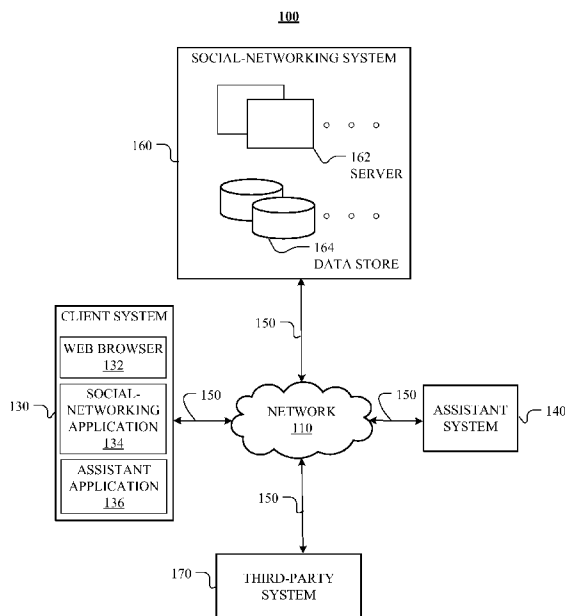 100
SOCIAL-NETWORKING SYSTEM
160
162
SERVER
164
DATA STORE
150
CLIENT SYSTEM
WEB BROWSER
132
130
SOCIAL-
NETWORKING
APPLICATION
134
ASSISTANT
APPLICATION
136
150
NETWORK
110
150
ASSISTANT
SYSTEM
140
150
170
THIRD-PARTY
SYSTEM